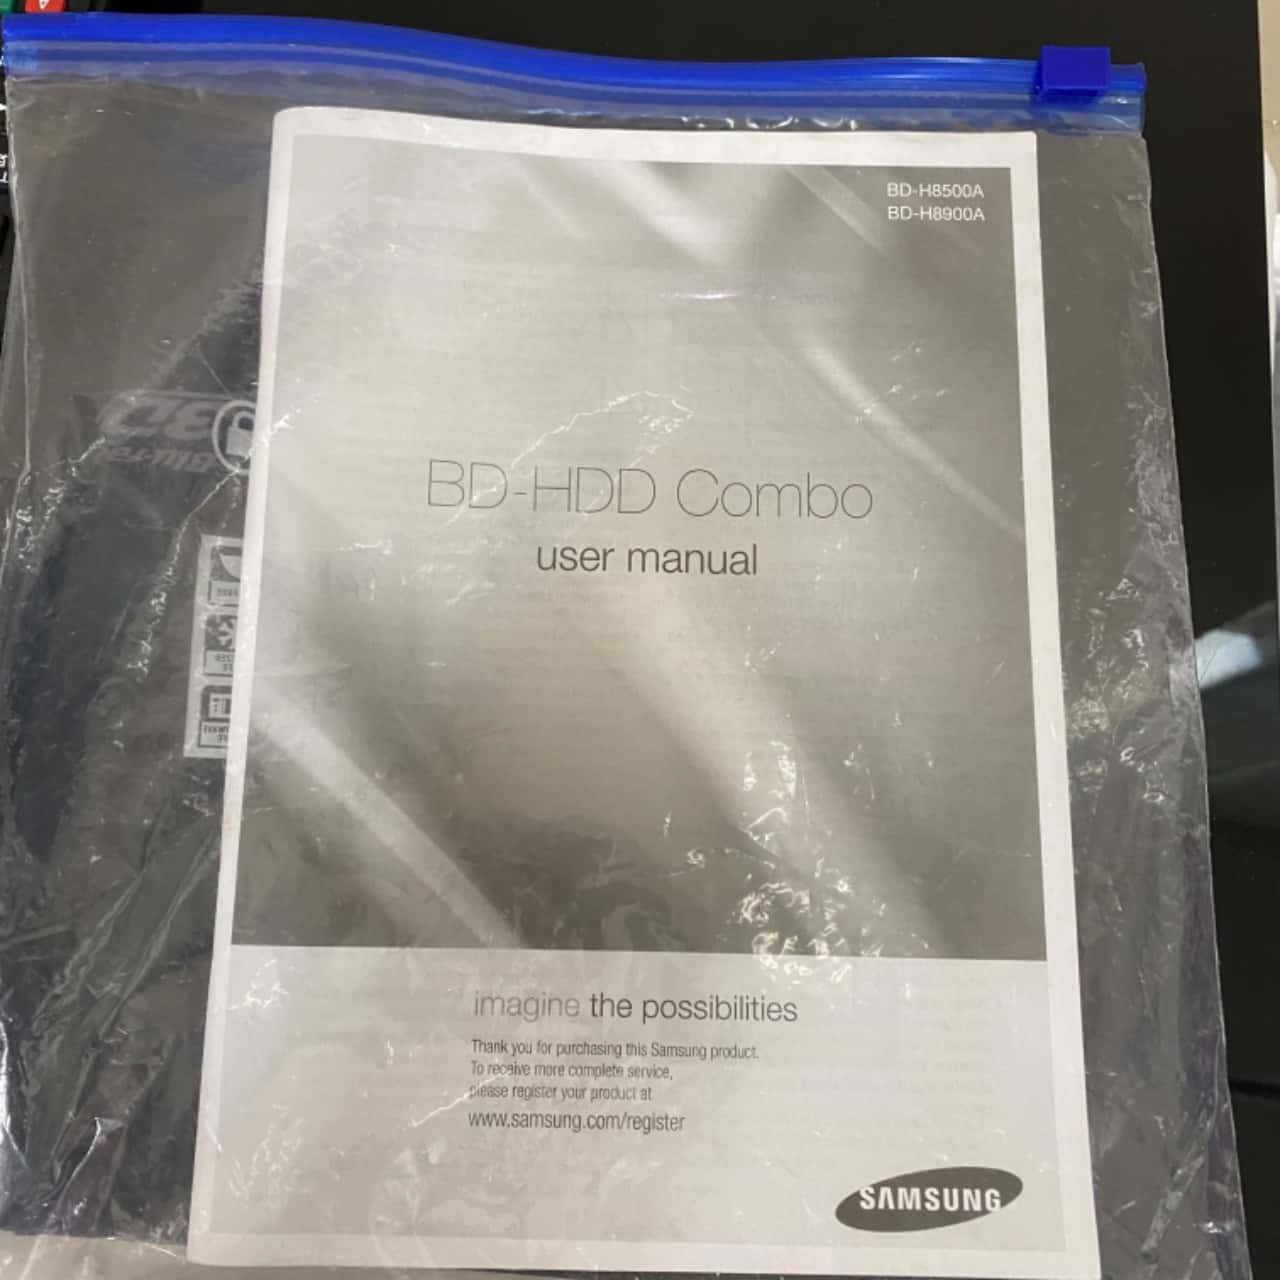 BD-H8500A
BD-H8900A
BD-HDD Combo
user manual
imagine the possibilities
Thank you for purchasing this Samsung product.
To receive more complete service,
please register your product at
www.samsung.com/register
SAMSUNG